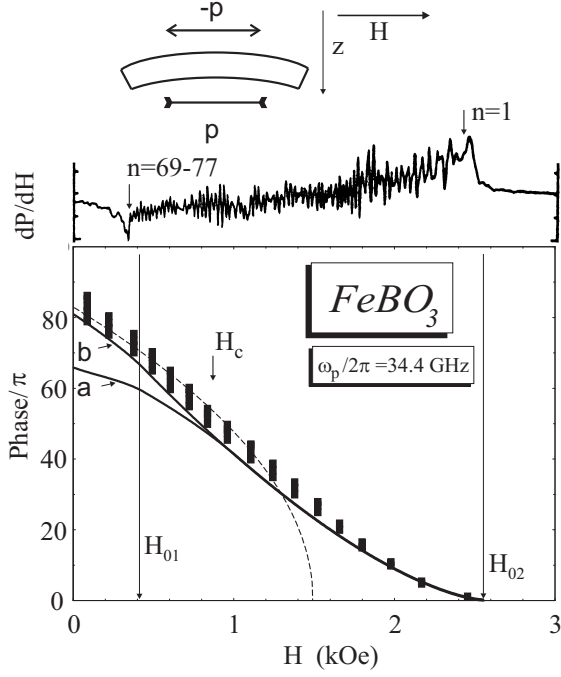 -p
H
z
p
n=1
n=69-77
dP/dH
FeBO₃
ωₚ/2π =34.4 GHz
80
60
40
20
0
Phase/π
b
a
H_c
H₀₁
H₀₂
0 1 2 3
H (kOe)